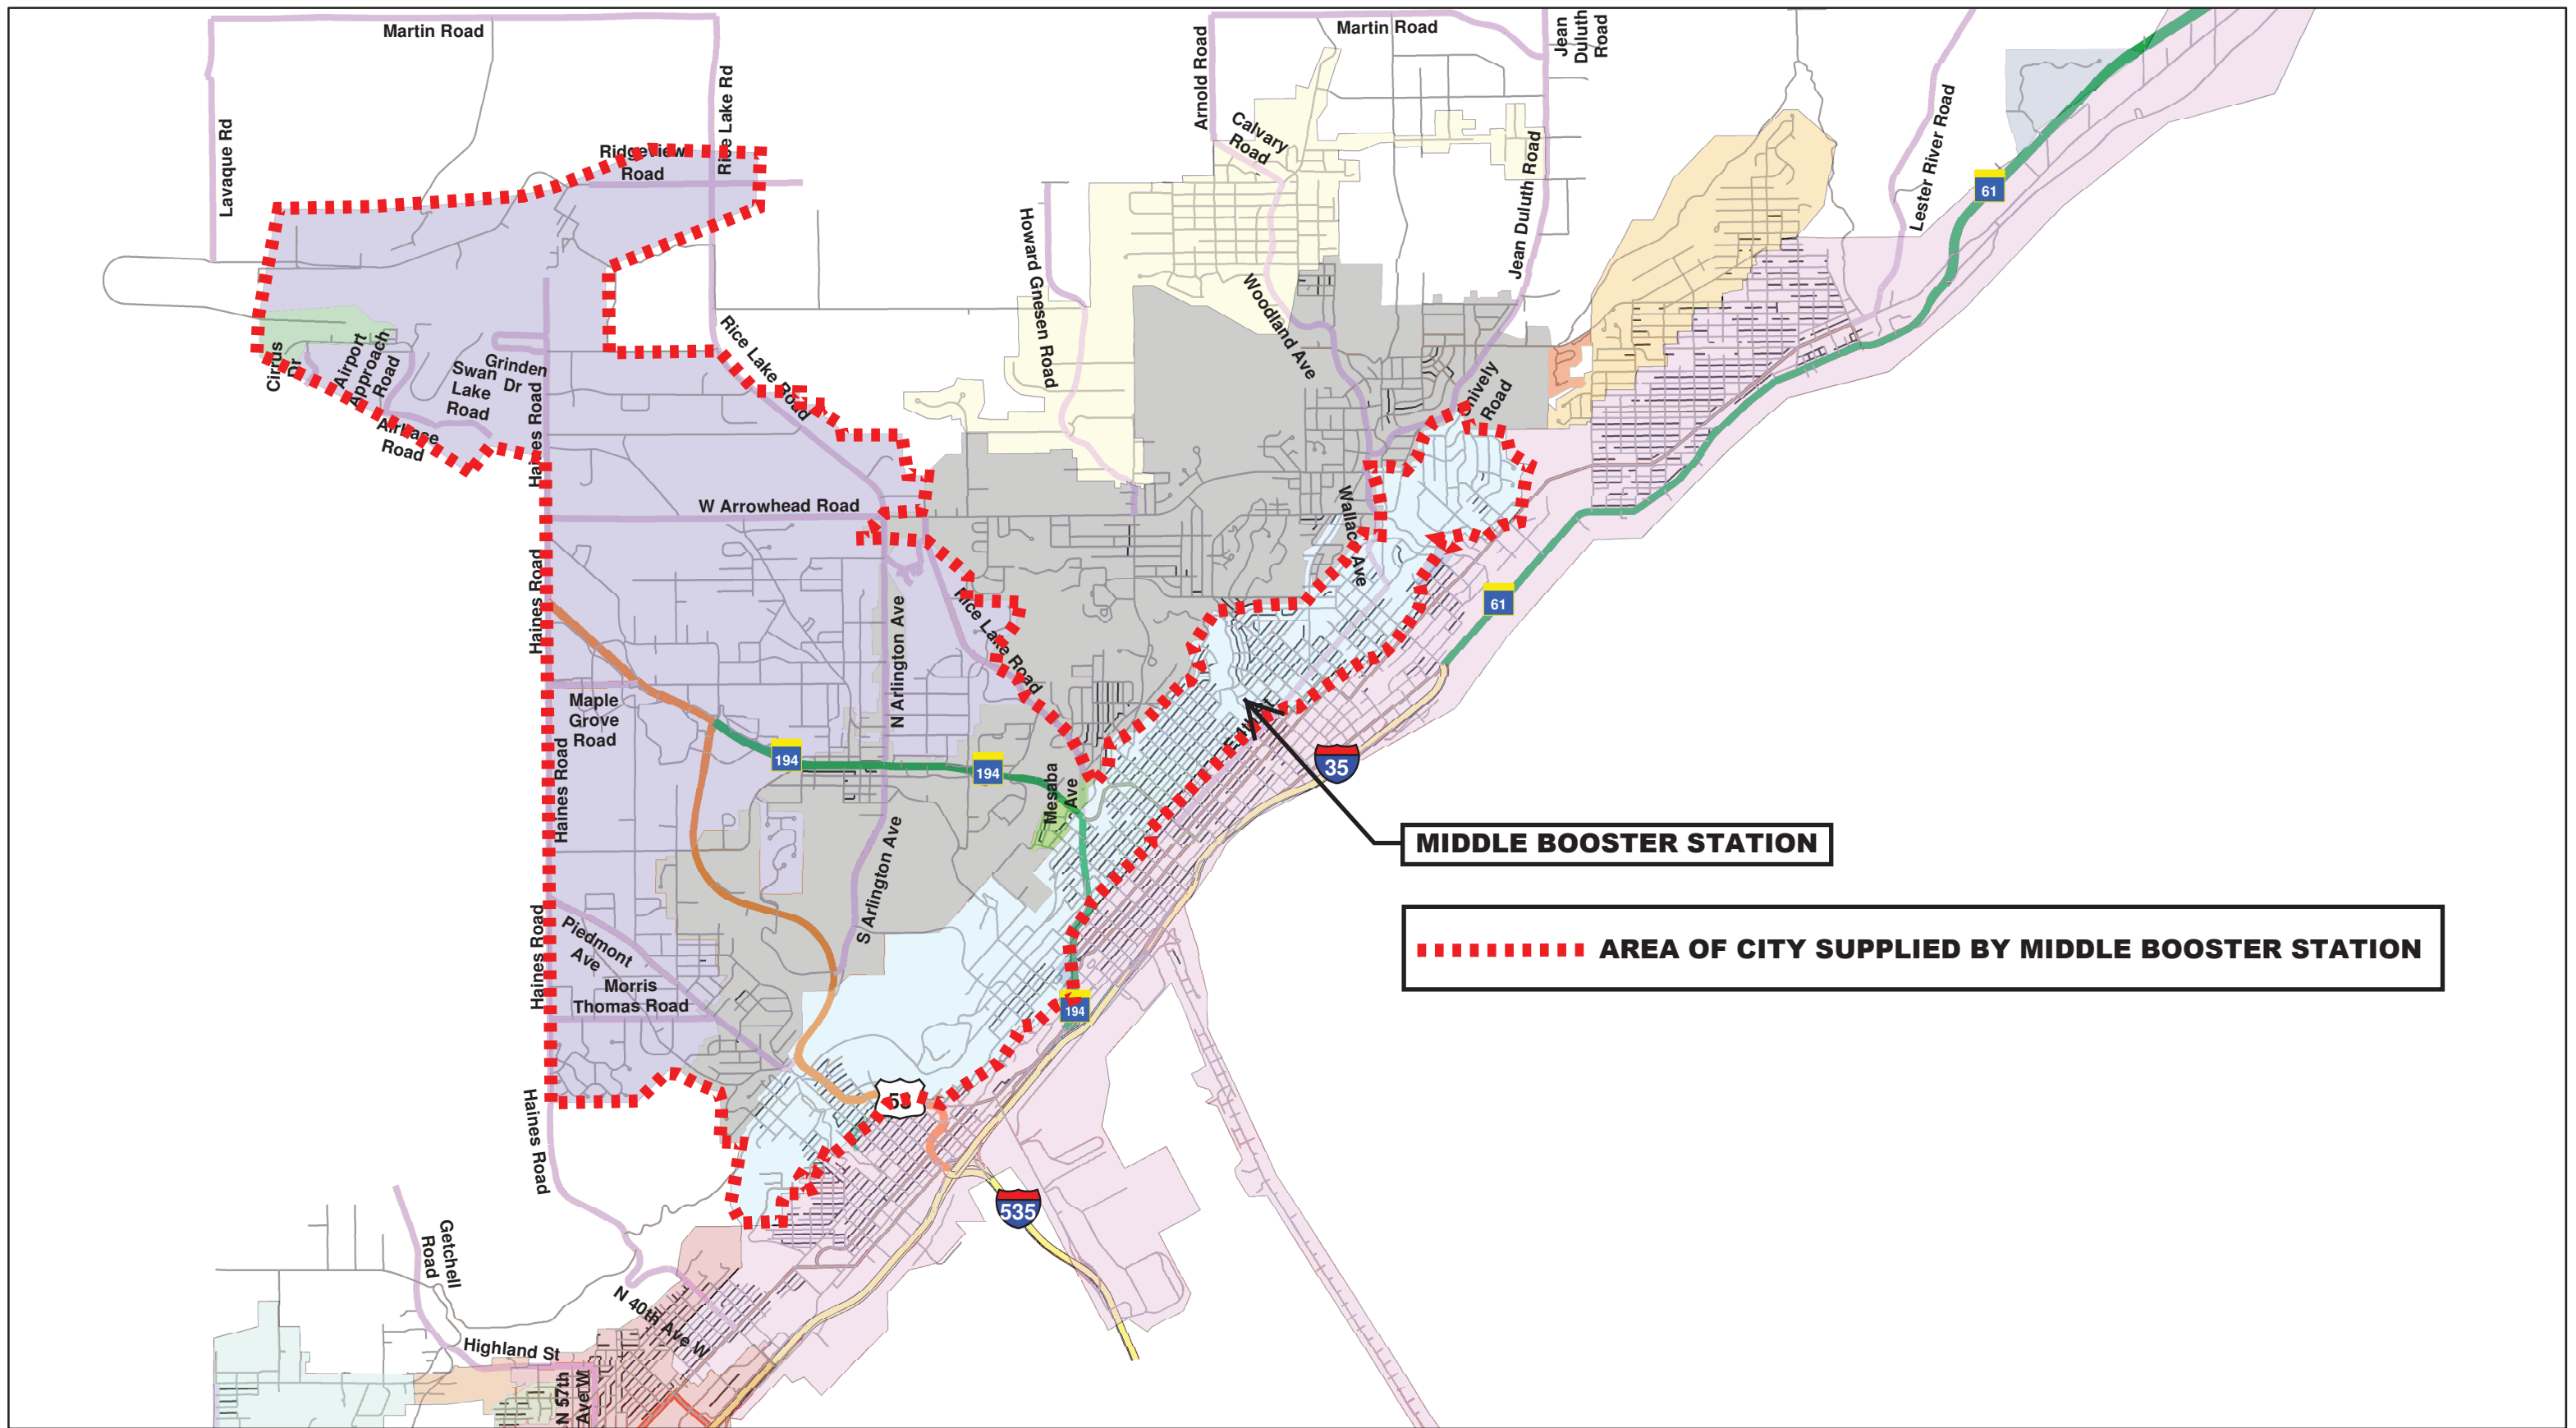 Martin Road
Martin Road
Jean
Duluth
Road
Lavaque Rd
Rice Lake Rd
Arnold Road
Calvary
Road
Ridgeview
Road
Jean Duluth Road
Lester River Road
61
Howard Gnesen Road
Woodland Ave
Cirrus
Dr
Airport
Approach
Road
Grinden
Dr
Swan
Lake
Road
Rice Lake Road
Snively
Road
Airbase
Road
Haines Road
W Arrowhead Road
Wallace Ave
Haines Road
N Arlington Ave
Rice Lake Road
61
Maple
Grove
Road
Haines Road
194
194
Mesaba
Ave
35
MIDDLE BOOSTER STATION
S Arlington Ave
Haines Road
Piedmont
Ave
Morris
Thomas Road
AREA OF CITY SUPPLIED BY MIDDLE BOOSTER STATION
194
53
Haines Road
535
Getchell
Road
N 40th Ave W
Highland St
N 57th
Ave W